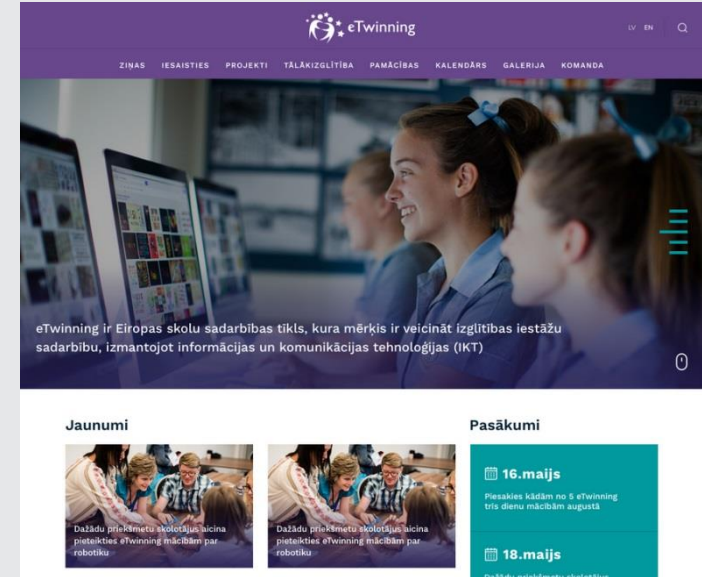 eTwinning
LV EN
ZIŅAS IESAISTIES PROJEKTI TĀLĀKIZGLĪTĪBA PAMĀCĪBAS KALENDĀRS GALERIJA KOMANDA
eTwinning ir Eiropas skolu sadarbības tīkls, kura mērķis ir veicināt izglītības iestāžu
sadarbību, izmantojot informācijas un komunikācijas tehnoloģijas (IKT)
Jaunumi
Dažādu priekšmetu skolotājus aicina
pieteikties eTwinning mācībām par
robotiku
Dažādu priekšmetu skolotājus aicina
pieteikties eTwinning mācībām par
robotiku
Pasākumi
16.maijs
Piesakies kādām no 5 eTwinning
trīs dienu mācībām augustā
18.maijs